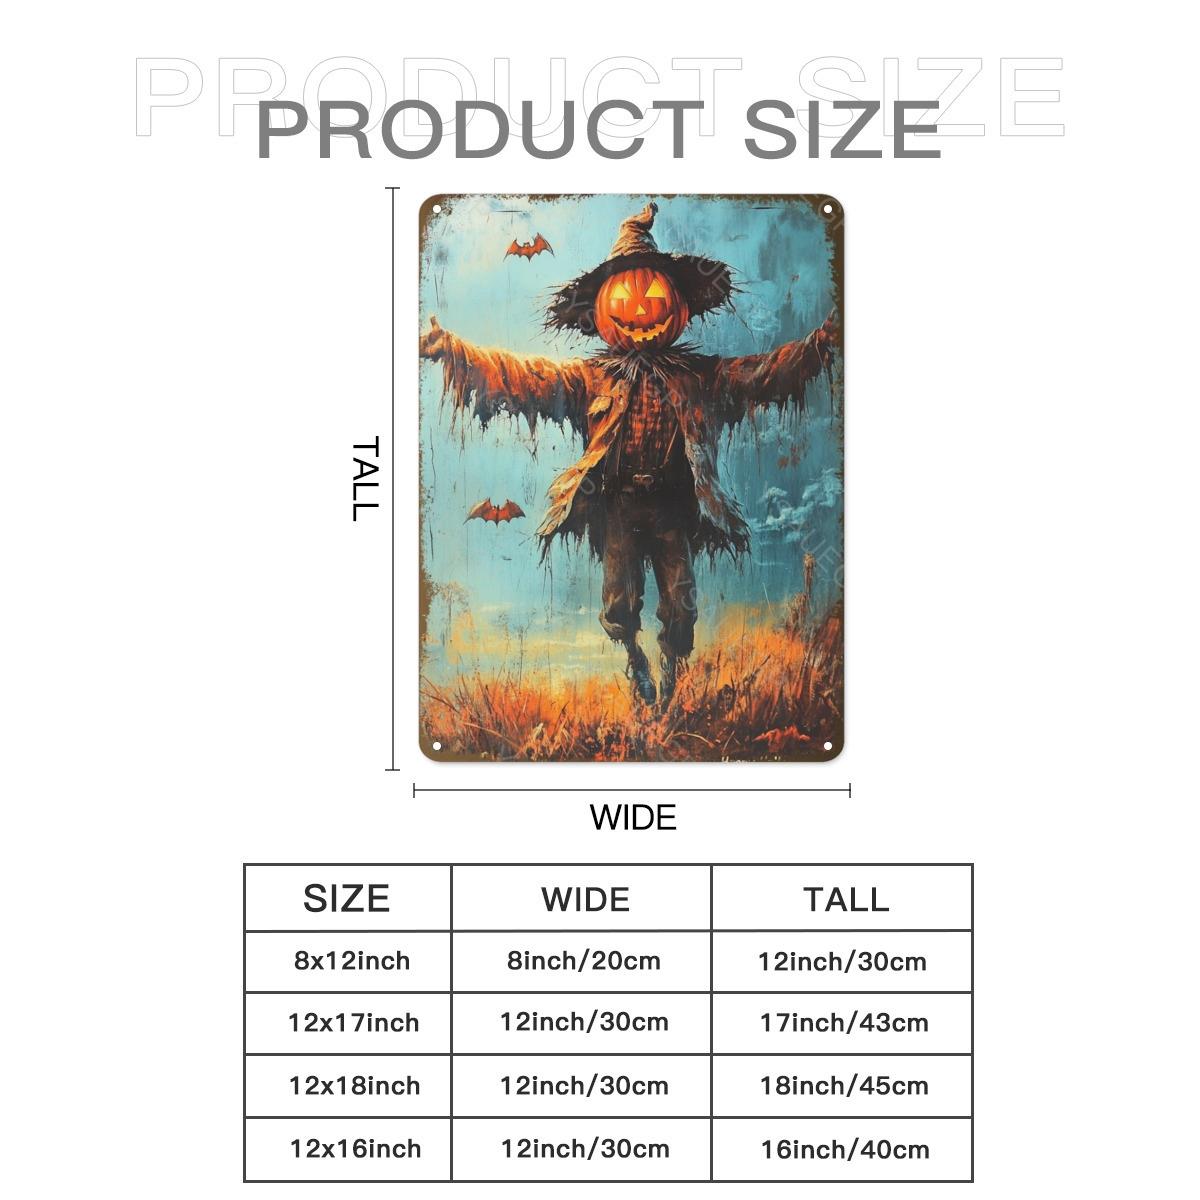 PRODUCT SIZE
PRODUCT SIZE
TALL
WIDE
SIZE WIDE TALL
8x12inch 8inch/20cm 12inch/30cm
12x17inch 12inch/30cm 17inch/43cm
12x18inch 12inch/30cm 18inch/45cm
12x16inch 12inch/30cm 16inch/40cm